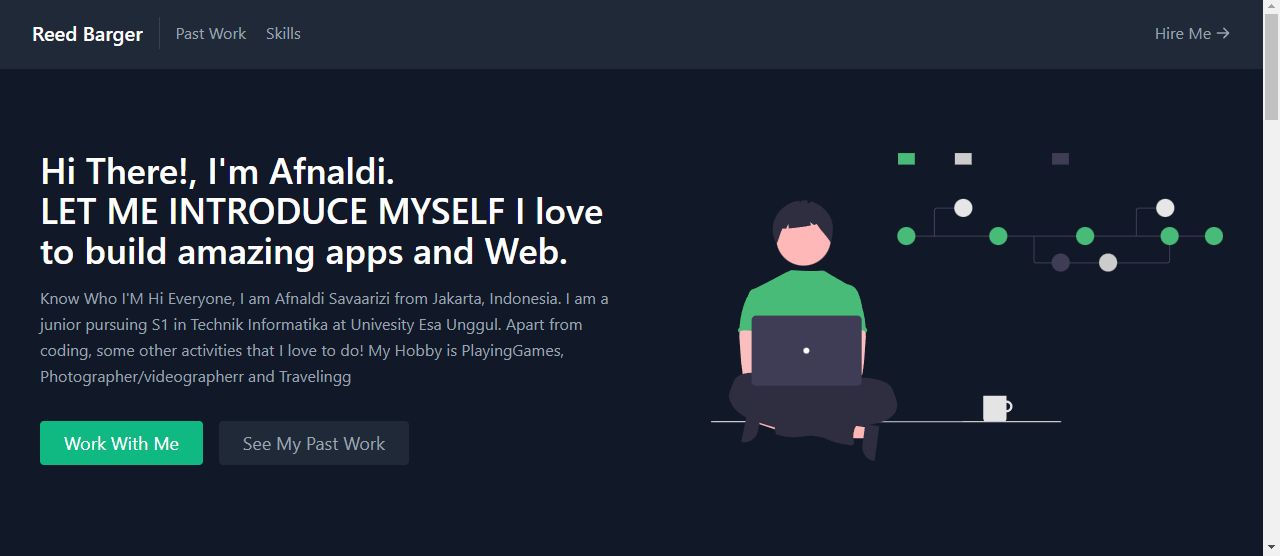 Reed Barger
Past Work
Skills
Hire Me →
Hi There!, I'm Afnaldi.
LET ME INTRODUCE MYSELF I love
to build amazing apps and Web.
Know Who I'M Hi Everyone, I am Afnaldi Savaarizi from Jakarta, Indonesia. I am a
junior pursuing S1 in Technik Informatika at Univesity Esa Unggul. Apart from
coding, some other activities that I love to do! My Hobby is PlayingGames,
Photographer/videographerr and Travelingg
Work With Me
See My Past Work